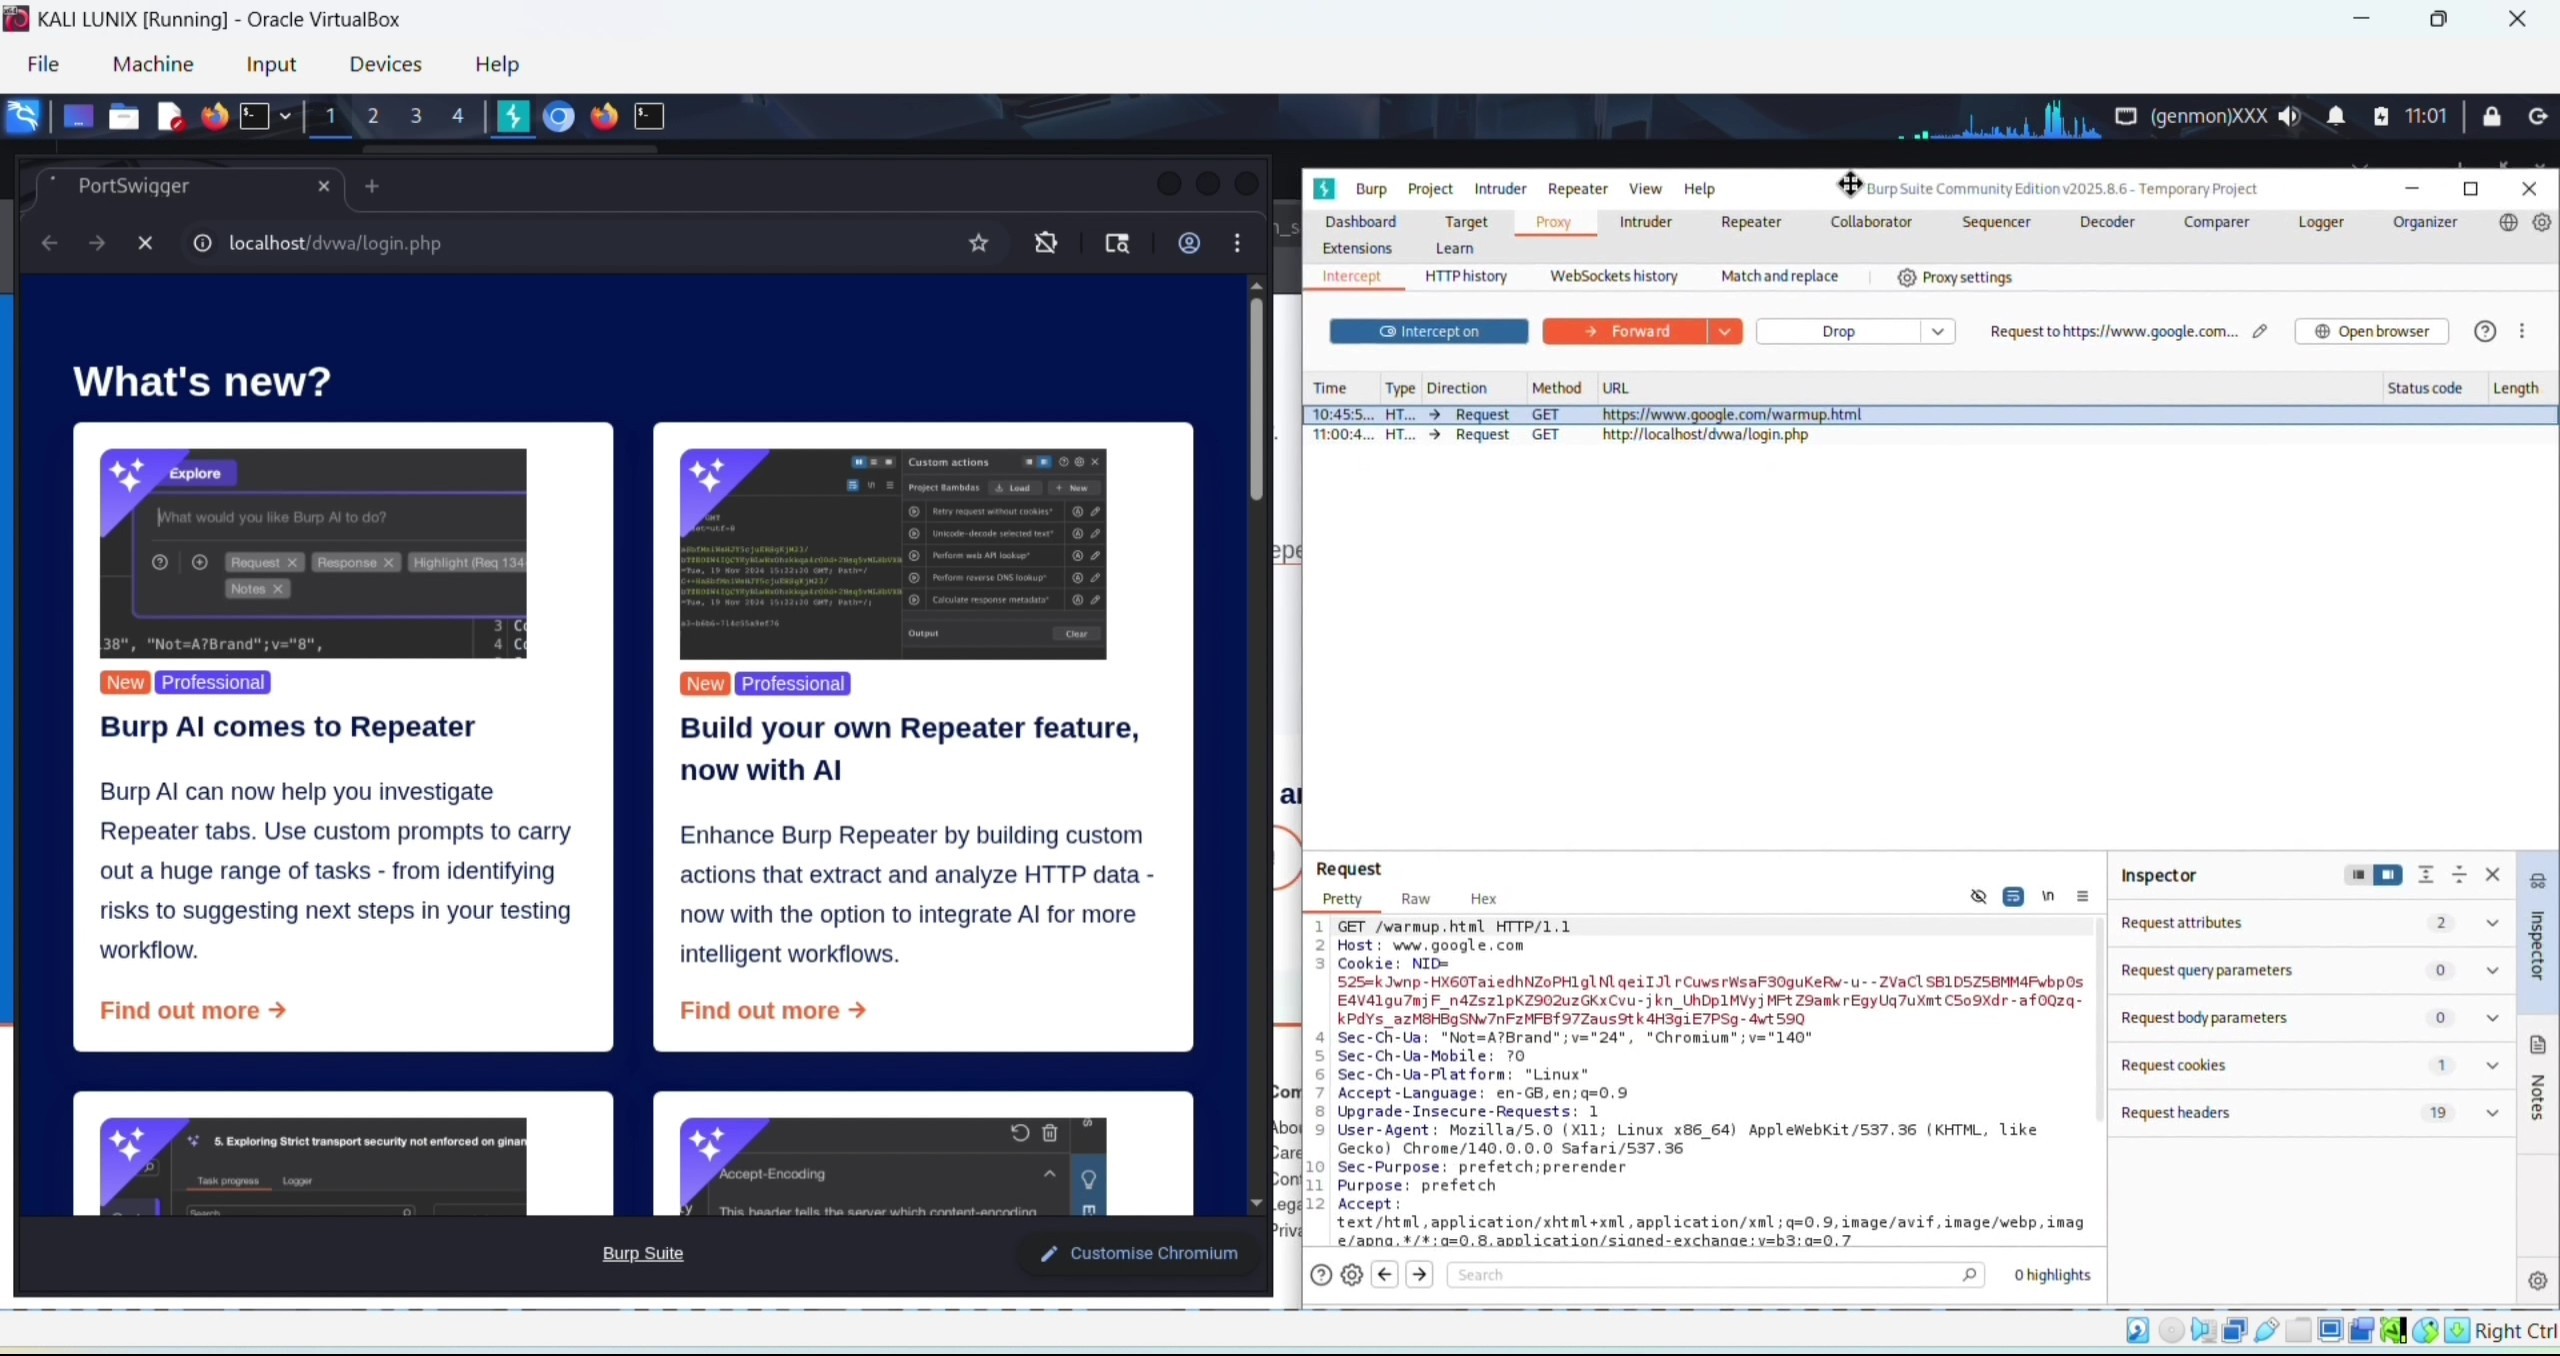 KALI LUNIX [Running] - Oracle VirtualBox
File Machine Input Devices Help
1 2 3 4 (genmon)XXX 11:01
PortSwigger
localhost/dvwa/login.php
What's new?
Explore
What would you like Burp AI to do?
Request Response Highlight (Req 134
Notes
38", "Not=A?Brand";v="8",
3
4
New Professional
Burp AI comes to Repeater
Burp AI can now help you investigate
Repeater tabs. Use custom prompts to carry
out a huge range of tasks - from identifying
risks to suggesting next steps in your testing
workflow.
Find out more →
Custom actions
Project Bambdas Load + New
Retry request without cookies*
Unicode-decode selected text*
Perform web API lookup*
Perform reverse DNS lookup*
Calculate response metadata*
Output Clear
New Professional
Build your own Repeater feature,
now with AI
Enhance Burp Repeater by building custom
actions that extract and analyze HTTP data -
now with the option to integrate AI for more
intelligent workflows.
Find out more →
5. Exploring Strict transport security not enforced on ginan
Task progress Logger
Search
Accept-Encoding
This header tells the server which content-encoding
Burp Suite
Customise Chromium
Burp Project Intruder Repeater View Help Burp Suite Community Edition v2025.8.6 - Temporary Project
Dashboard Target Proxy Intruder Repeater Collaborator Sequencer Decoder Comparer Logger Organizer
Extensions Learn
Intercept HTTP history WebSockets history Match and replace Proxy settings
Intercept on → Forward Drop Request to https://www.google.com... Open browser
Time Type Direction Method URL Status code Length
10:45:5... HT... → Request GET https://www.google.com/warmup.html
11:00:4... HT... → Request GET http://localhost/dvwa/login.php
Request
Pretty Raw Hex \n
1 GET /warmup.html HTTP/1.1
2 Host: www.google.com
3 Cookie: NID=
525=kJwnp-HX60TaiedhNZoPH1glNlqeiIJlrCuwsrWsaF30guKeRw-u--ZVaClSB1D5Z5BMM4Fwbp0s
E4V41gu7mjF_n4Zsz1pKZ902uzGKxCvu-jkn_UhDp1MVyjMFtZ9amkrEgyUq7uXmtC5o9Xdr-af0Qzq-
kPdYs_azM8HBgSNw7nFzMFBf97Zaus9tk4H3giE7PSg-4wt59Q
4 Sec-Ch-Ua: "Not=A?Brand";v="24", "Chromium";v="140"
5 Sec-Ch-Ua-Mobile: ?0
6 Sec-Ch-Ua-Platform: "Linux"
7 Accept-Language: en-GB,en;q=0.9
8 Upgrade-Insecure-Requests: 1
9 User-Agent: Mozilla/5.0 (X11; Linux x86_64) AppleWebKit/537.36 (KHTML, like
Gecko) Chrome/140.0.0.0 Safari/537.36
10 Sec-Purpose: prefetch;prerender
11 Purpose: prefetch
12 Accept:
text/html,application/xhtml+xml,application/xml;q=0.9,image/avif,image/webp,imag
e/apng,*/*;q=0.8,application/signed-exchange;v=b3;q=0.7
Search 0 highlights
Inspector
Request attributes 2
Request query parameters 0
Request body parameters 0
Request cookies 1
Request headers 19
Inspector
Notes
Right Ctrl